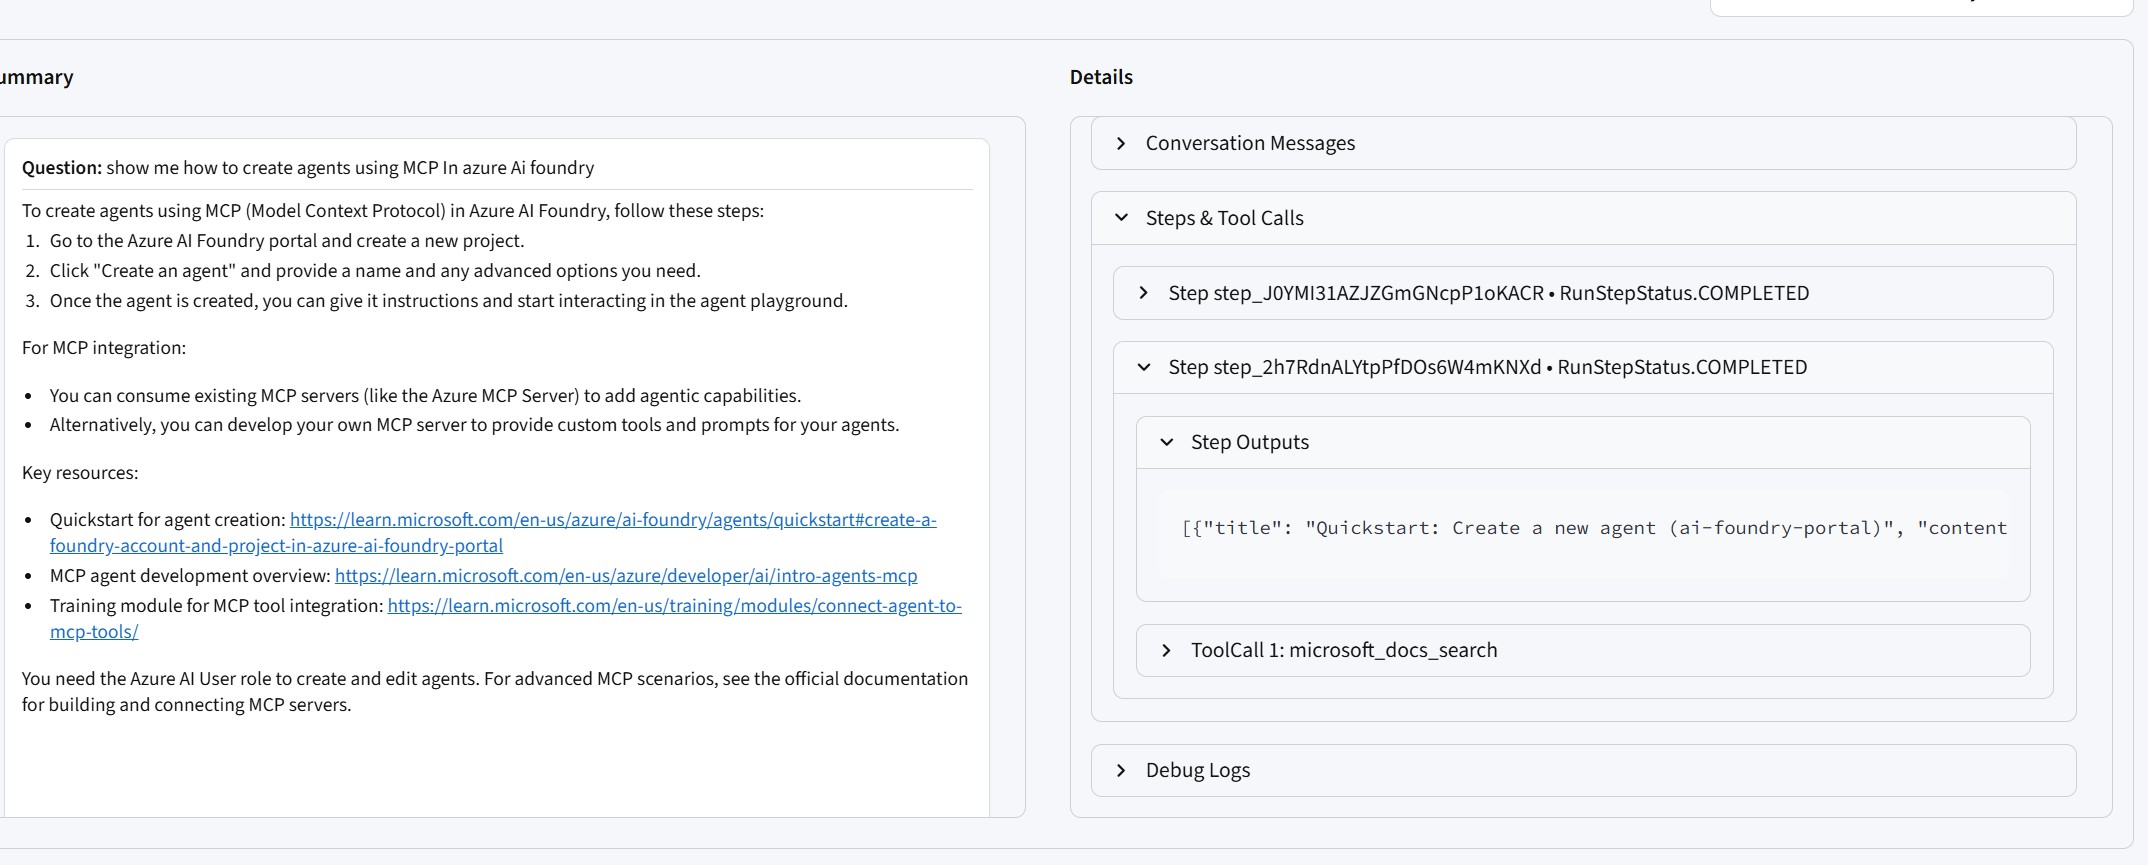 ummary
Question: show me how to create agents using MCP In azure Ai foundry
To create agents using MCP (Model Context Protocol) in Azure AI Foundry, follow these steps:
1. Go to the Azure AI Foundry portal and create a new project.
2. Click "Create an agent" and provide a name and any advanced options you need.
3. Once the agent is created, you can give it instructions and start interacting in the agent playground.
For MCP integration:
• You can consume existing MCP servers (like the Azure MCP Server) to add agentic capabilities.
• Alternatively, you can develop your own MCP server to provide custom tools and prompts for your agents.
Key resources:
• Quickstart for agent creation: https://learn.microsoft.com/en-us/azure/ai-foundry/agents/quickstart#create-a-
foundry-account-and-project-in-azure-ai-foundry-portal
• MCP agent development overview: https://learn.microsoft.com/en-us/azure/developer/ai/intro-agents-mcp
• Training module for MCP tool integration: https://learn.microsoft.com/en-us/training/modules/connect-agent-to-
mcp-tools/
You need the Azure AI User role to create and edit agents. For advanced MCP scenarios, see the official documentation
for building and connecting MCP servers.
Details
Conversation Messages
Steps & Tool Calls
Step step_J0YMI31AZJZGmGNcpP1oKACR • RunStepStatus.COMPLETED
Step step_2h7RdnALYtpPfDOs6W4mKNXd • RunStepStatus.COMPLETED
Step Outputs
[{"title": "Quickstart: Create a new agent (ai-foundry-portal)", "content
ToolCall 1: microsoft_docs_search
Debug Logs